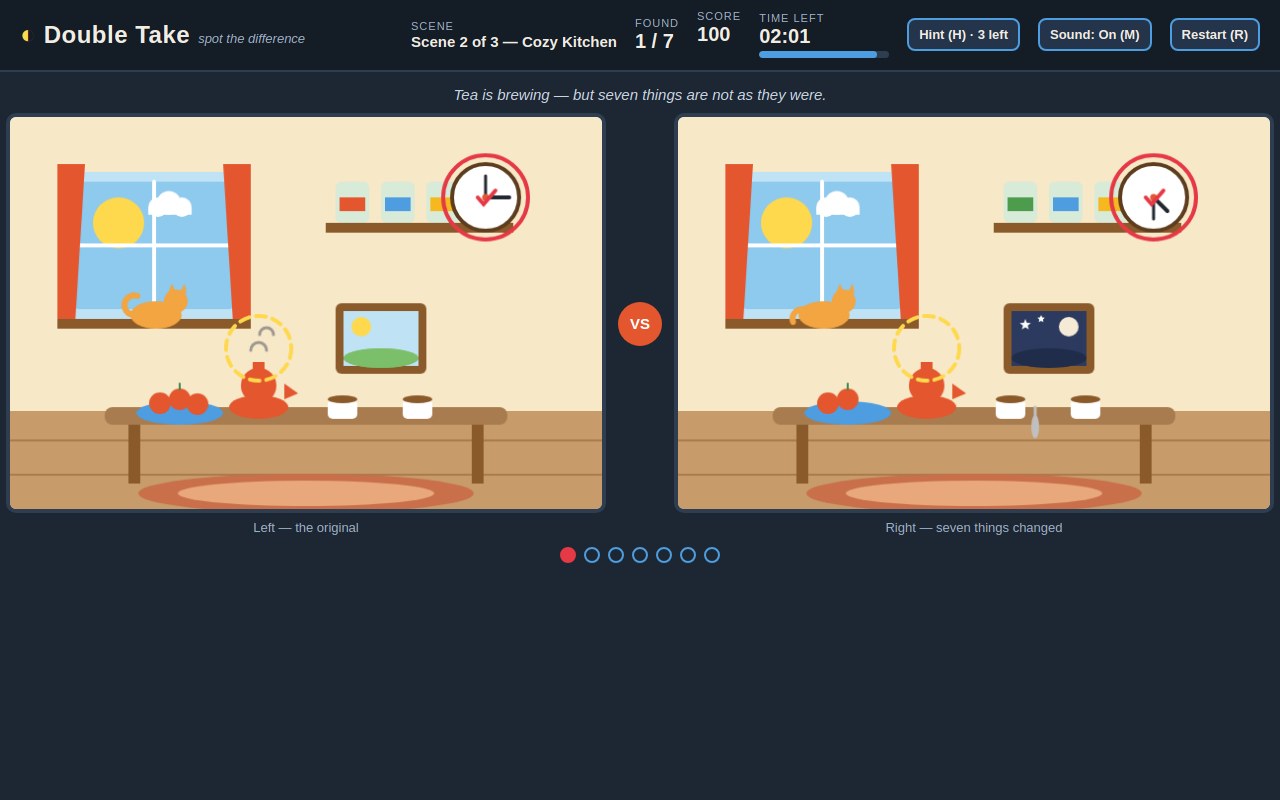 Double Take spot the difference
SCENE
Scene 2 of 3 — Cozy Kitchen
FOUND
1 / 7
SCORE
100
TIME LEFT
02:01
Hint (H) · 3 left
Sound: On (M)
Restart (R)
Tea is brewing — but seven things are not as they were.
VS
Left — the original
Right — seven things changed